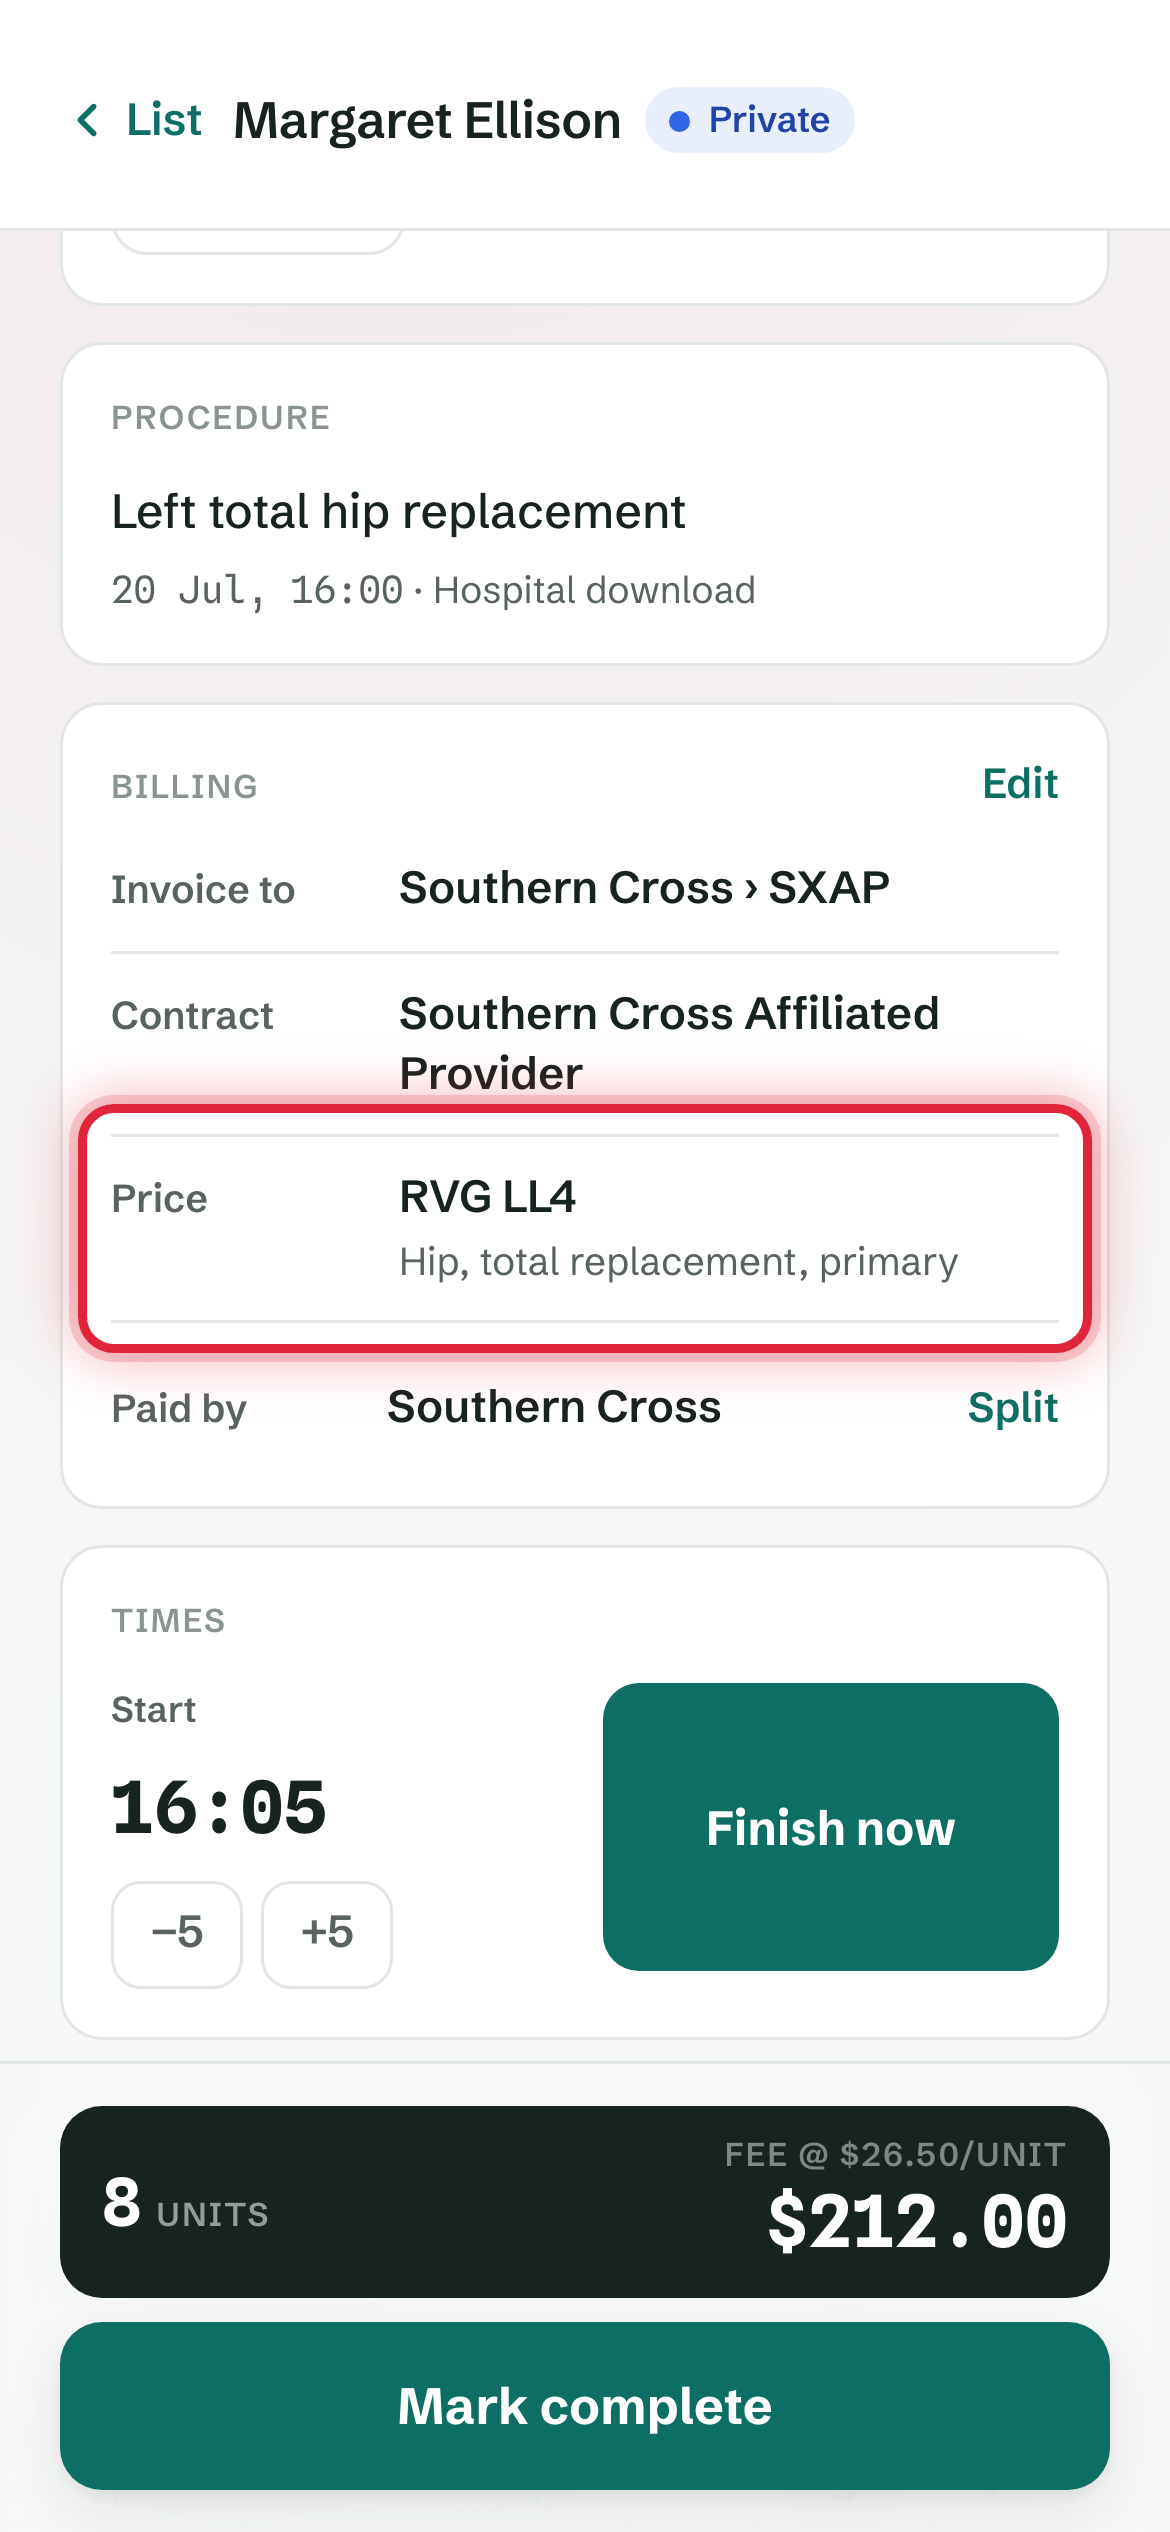 List Margaret Ellison Private
PROCEDURE
Left total hip replacement
20 Jul, 16:00 · Hospital download
BILLING Edit
Invoice to Southern Cross › SXAP
Contract Southern Cross Affiliated
Provider
Price RVG LL4
Hip, total replacement, primary
Paid by Southern Cross Split
TIMES
Start
16:05
Finish now
−5 +5
FEE @ $26.50/UNIT
8 UNITS $212.00
Mark complete